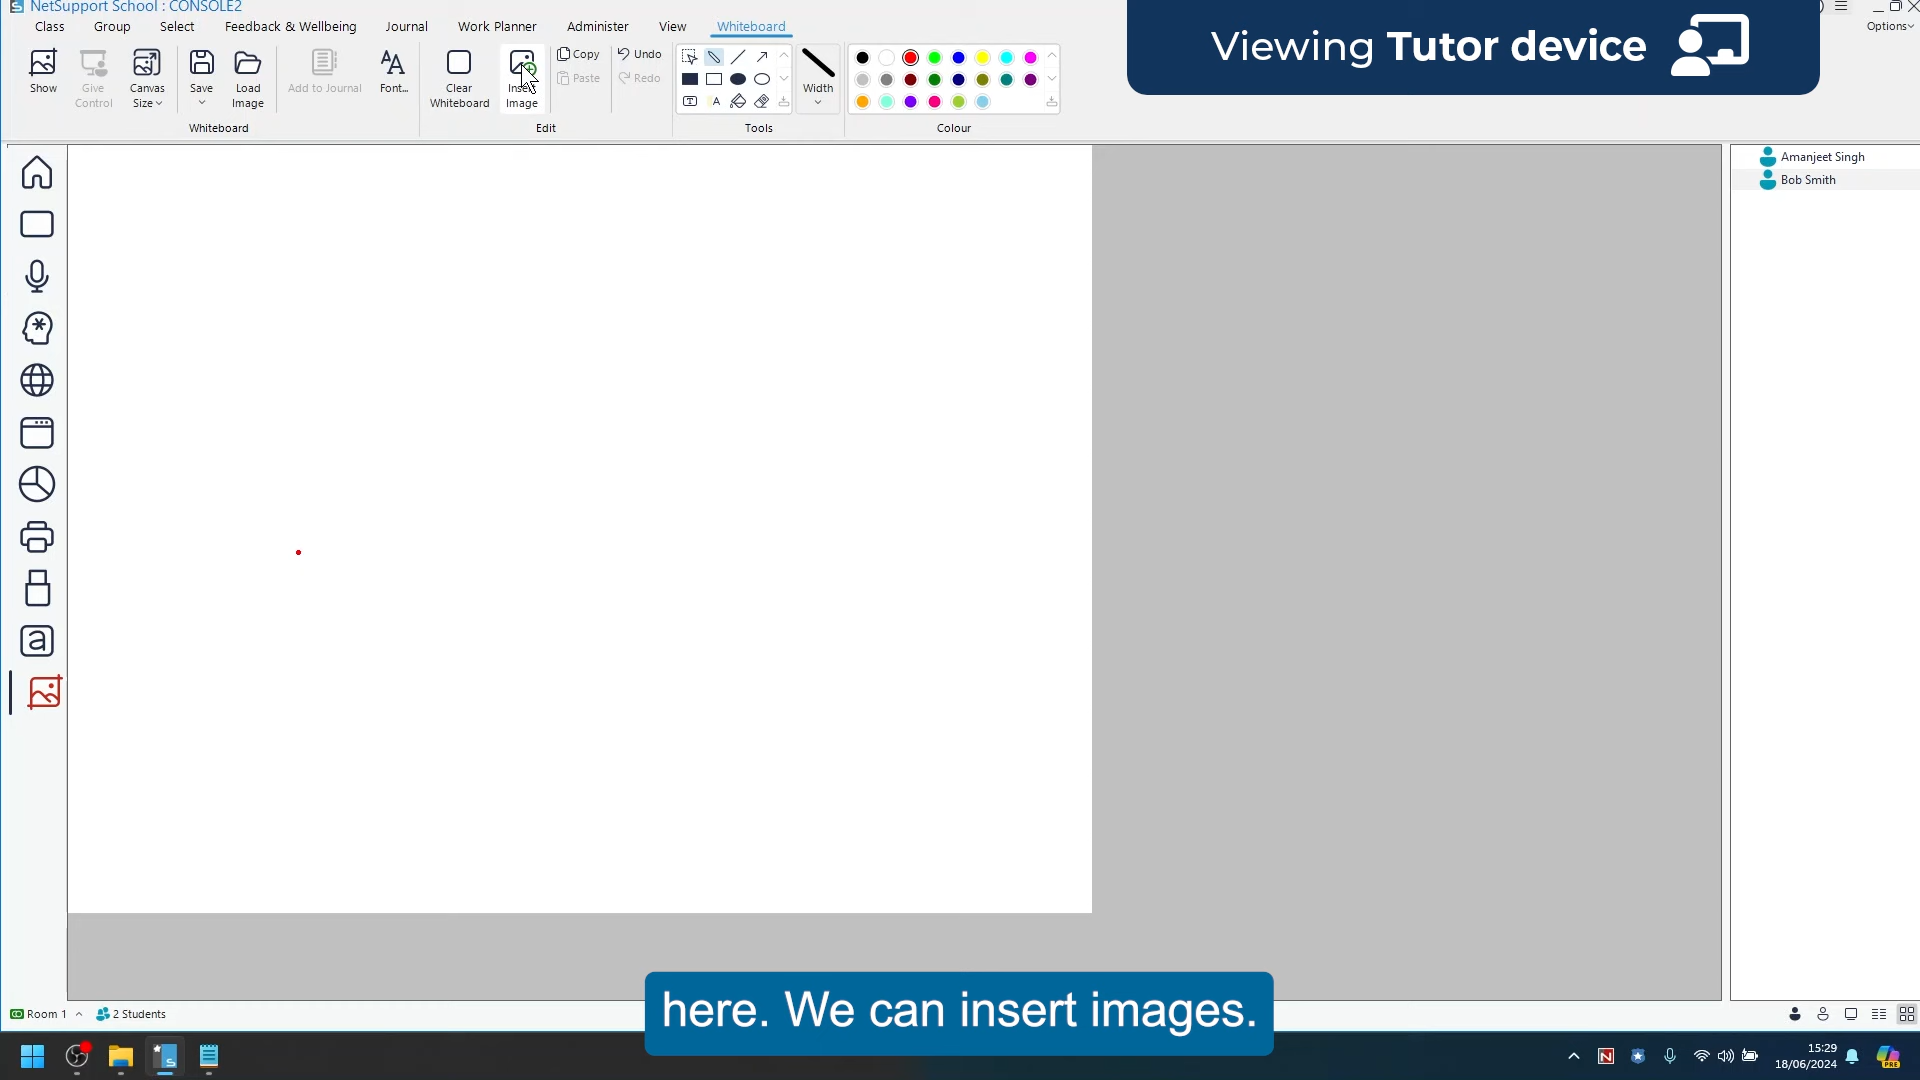 NetSupport School : CONSOLE2
Viewing Tutor device
Class Group Select Feedback & Wellbeing Journal Work Planner Administer View Whiteboard Options
Copy Undo
Paste Redo
Show Give Control Canvas Size Save Load Image Add to Journal Font... Clear Whiteboard Image Width
Whiteboard Edit Tools Colour
Amanjeet Singh
Bob Smith
here. We can insert images.
Room 1 2 Students
15:29
18/06/2024